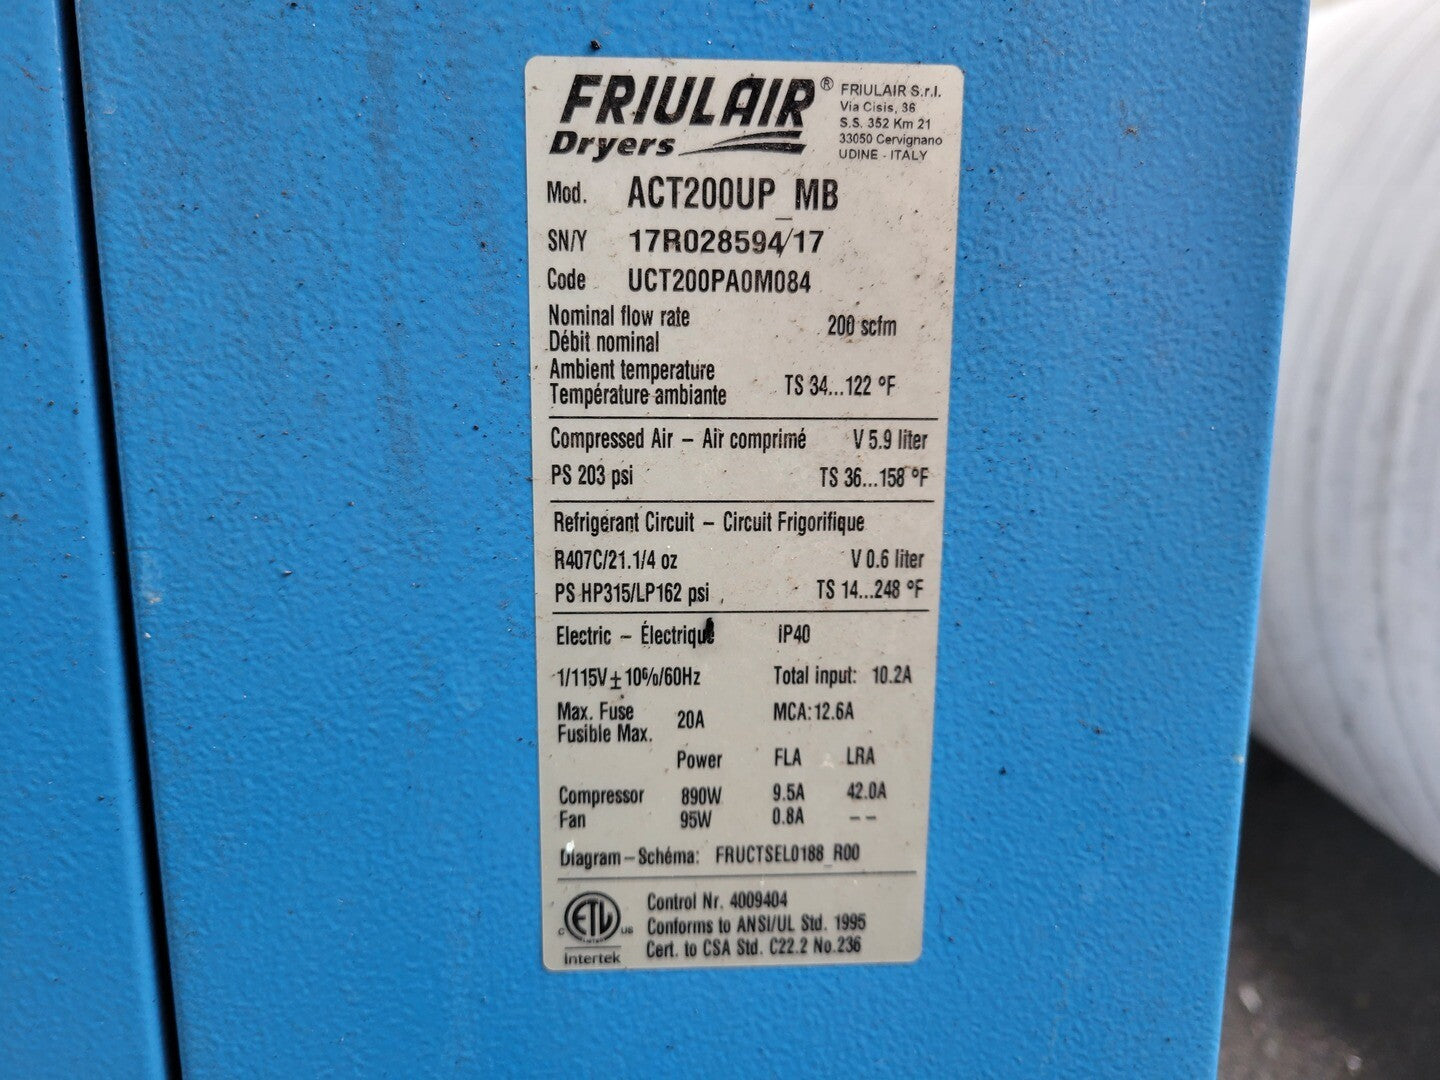 FRIULAIR®
Dryers
FRIULAIR S.r.l.
Via Cisis, 36
S.S. 352 Km 21
33050 Cervignano
UDINE - ITALY
Mod. ACT200UP_MB
SN/Y 17R028594/17
Code UCT200PA0M084
Nominal flow rate
Débit nominal 200 scfm
Ambient temperature
Température ambiante TS 34...122 °F
Compressed Air – Air comprimé V 5.9 liter
PS 203 psi TS 36...158 °F
Refrigerant Circuit – Circuit Frigorifique
R407C/21.1/4 oz V 0.6 liter
PS HP315/LP162 psi TS 14...248 °F
Electric – Électrique iP40
1/115V±10%/60Hz Total input: 10.2A
Max. Fuse
Fusible Max. 20A MCA:12.6A
Power FLA LRA
Compressor 890W 9.5A 42.0A
Fan 95W 0.8A --
Diagram–Schéma: FRUCTSEL0188_R00
C ETL US
Intertek
Control Nr. 4009404
Conforms to ANSI/UL Std. 1995
Cert. to CSA Std. C22.2 No.236